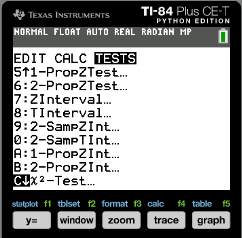 TEXAS INSTRUMENTS TI-84 Plus CE-T
PYTHON EDITION
NORMAL FLOAT AUTO REAL RADIAN MP
EDIT CALC TESTS
5↑1-PropZTest…
6:2-PropZTest…
7:ZInterval…
8:TInterval…
9:2-SampZInt…
0:2-SampTInt…
A:1-PropZInt…
B:2-PropZInt…
C↓χ²-Test…
statplot f1 tblset f2 format f3 calc f4 table f5
y= window zoom trace graph